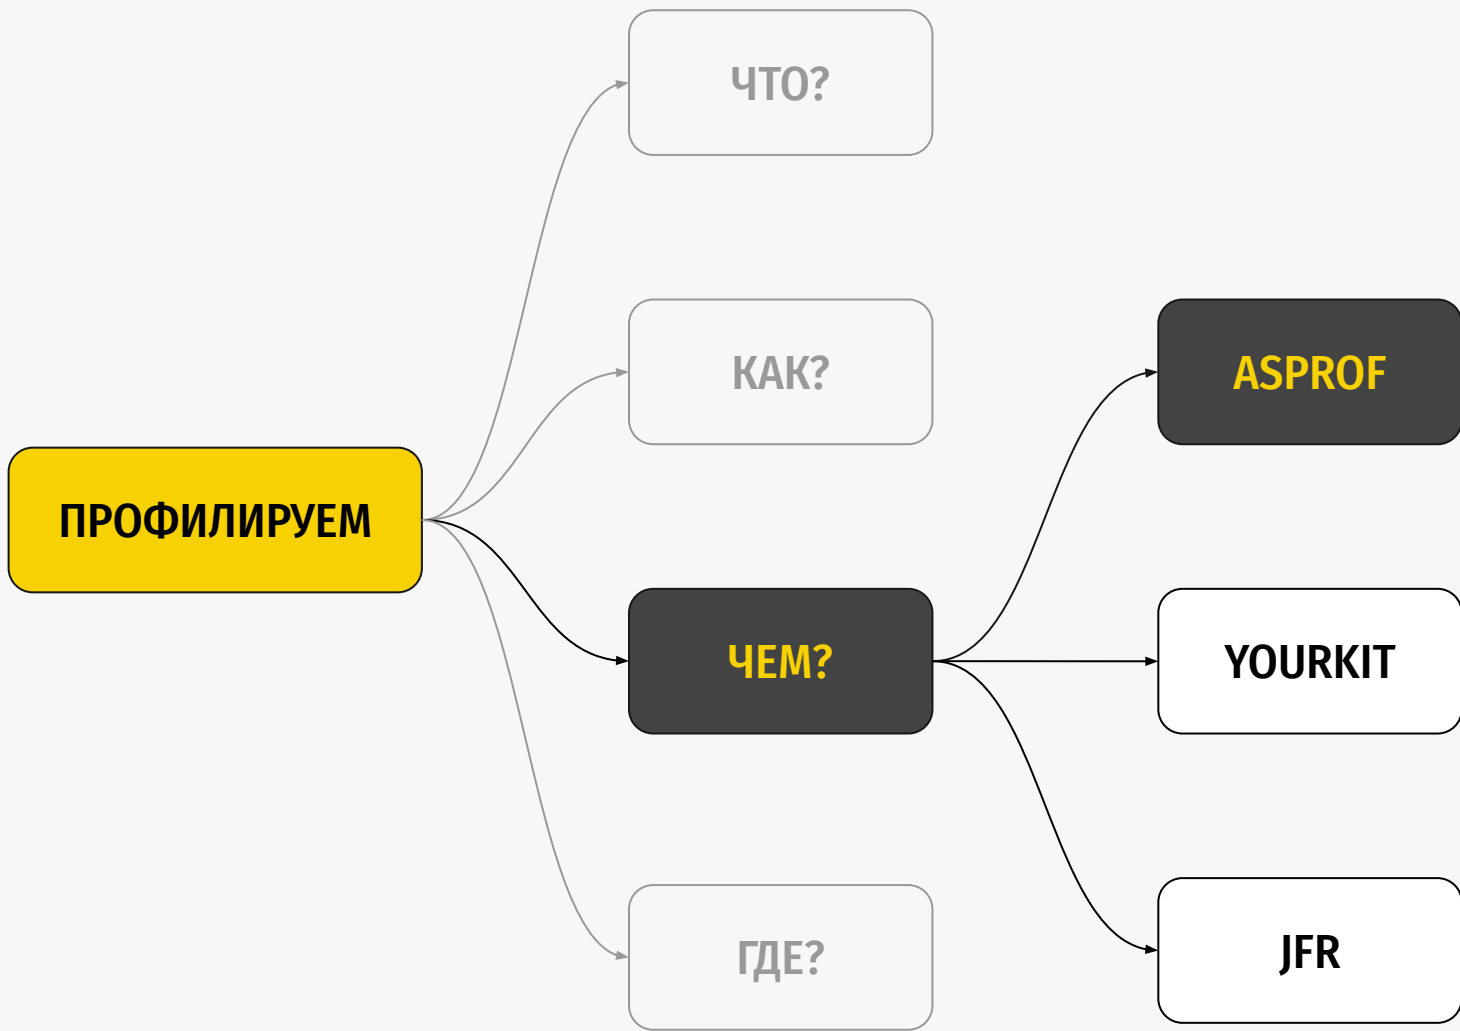 ПРОФИЛИРУЕМ
ЧТО?
КАК?
ЧЕМ?
ГДЕ?
ASPROF
YOURKIT
JFR